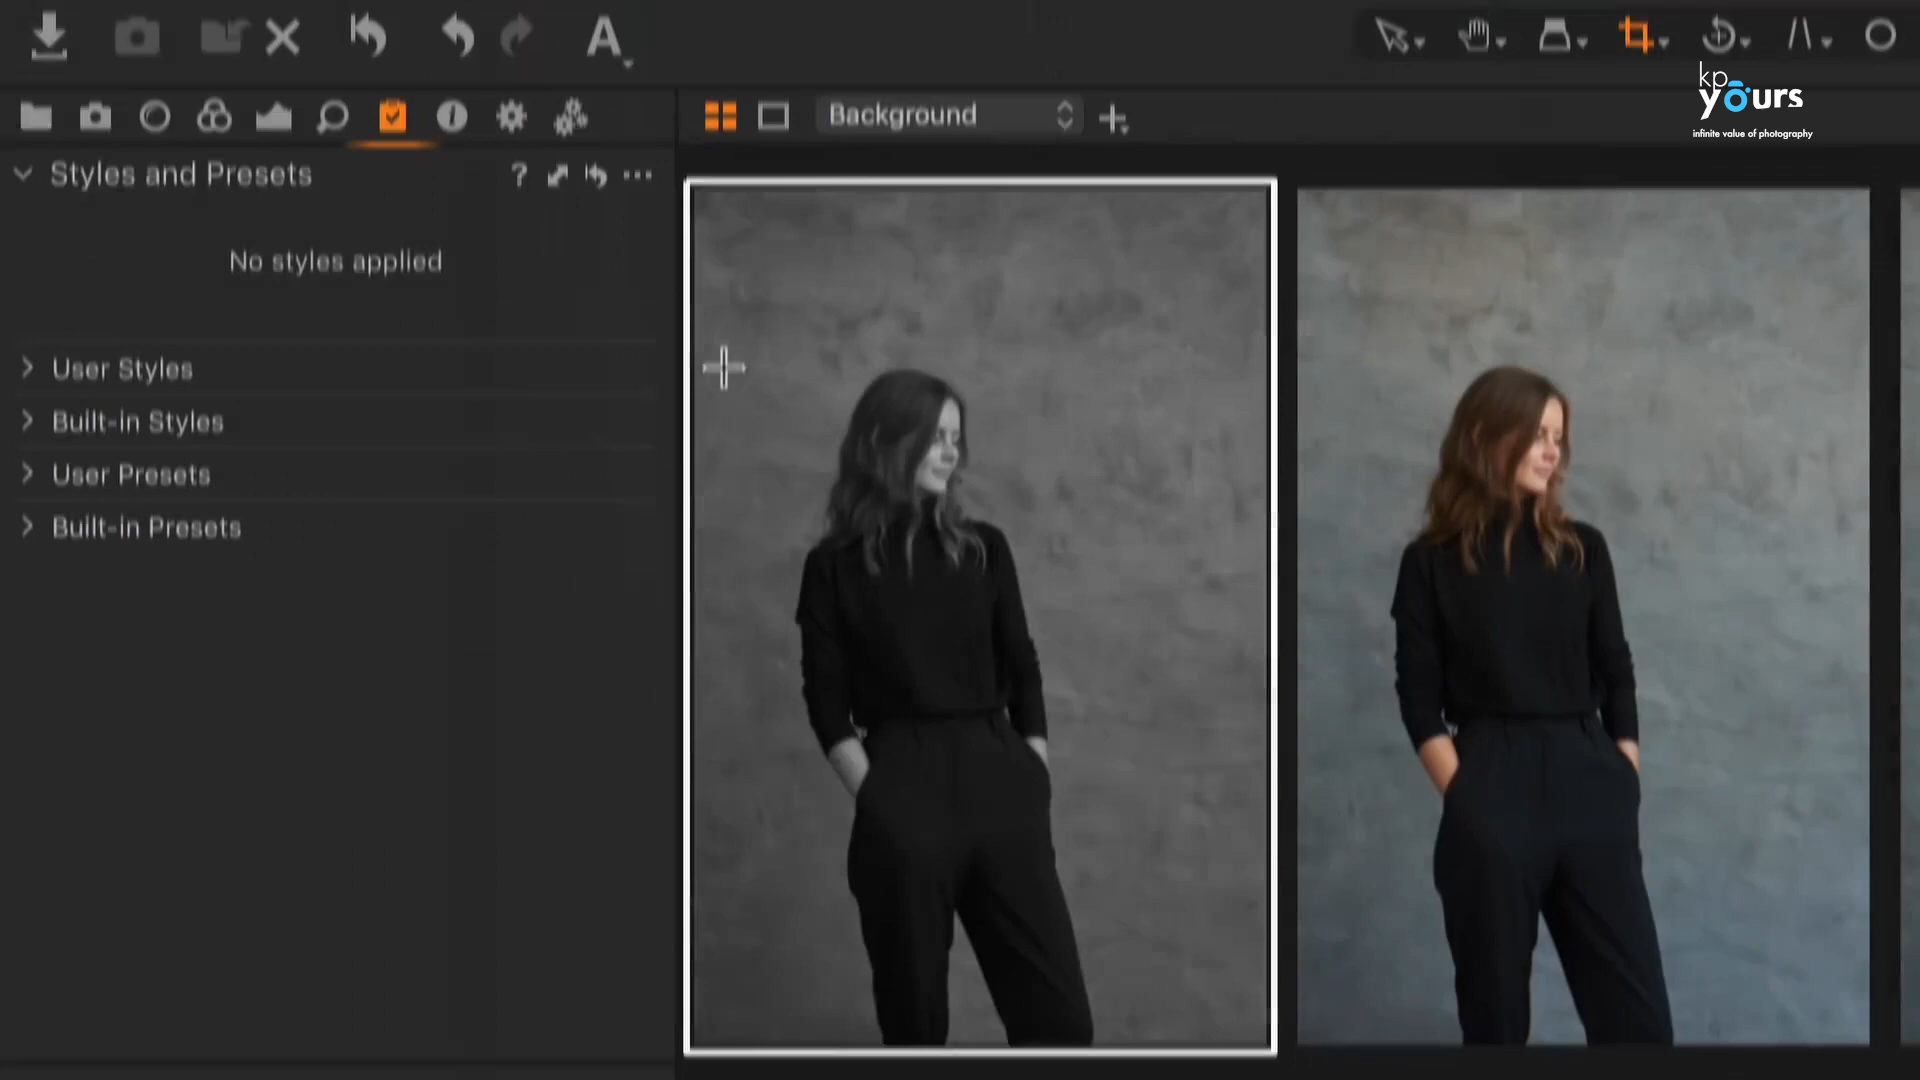 A
kp
yours
infinite value of photography
Background
Styles and Presets
?
No styles applied
User Styles
Built-in Styles
User Presets
Built-in Presets